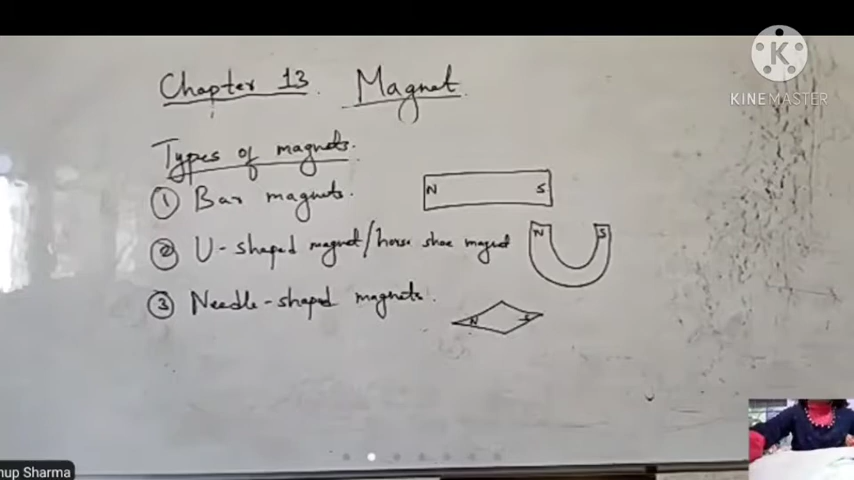 Chapter 13. Magnet
KINEMASTER
Types of magnets.
① Bar magnets.
N S
② U-shaped magnet/horse shoe magnet
N S
③ Needle-shaped magnets.
N S
nup Sharma